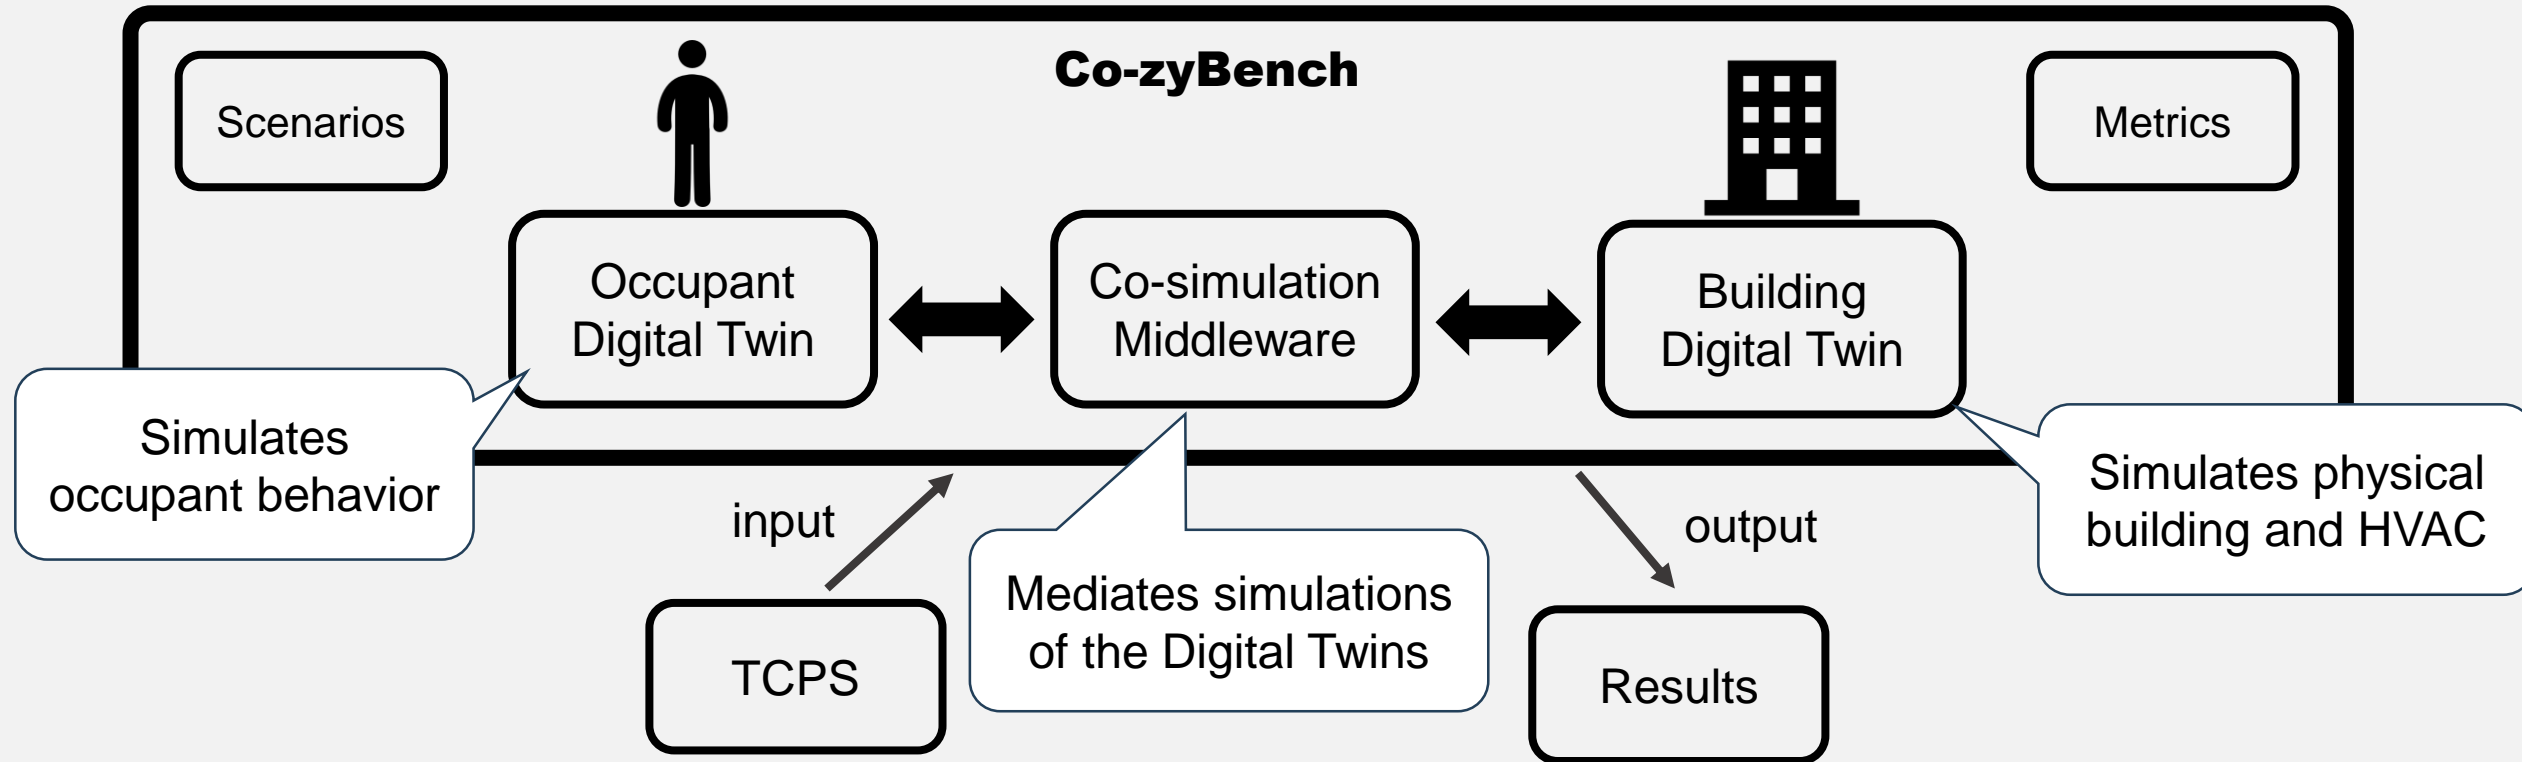 Co-zyBench
Scenarios
Metrics
Occupant
Digital Twin
Co-simulation
Middleware
Building
Digital Twin
Simulates
occupant behavior
Simulates physical
building and HVAC
input
output
Mediates simulations
of the Digital Twins
TCPS
Results